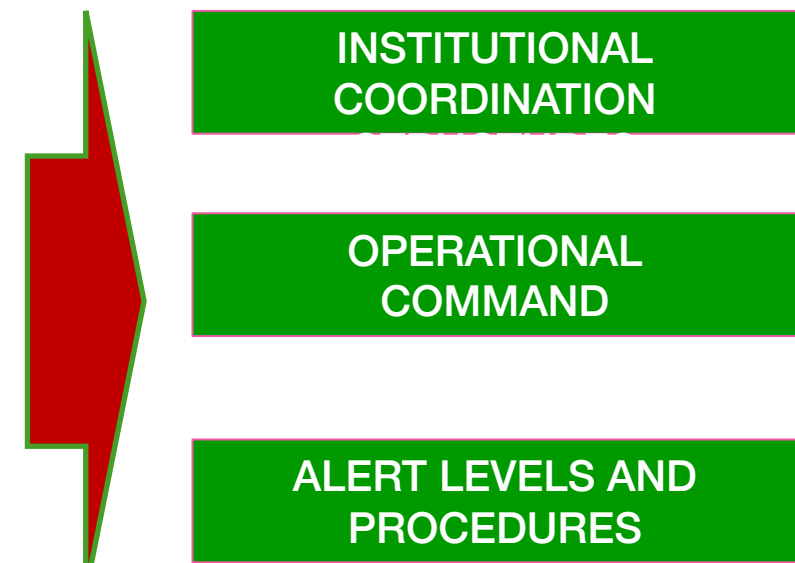 INSTITUTIONAL
COORDINATION
OPERATIONAL
COMMAND
ALERT LEVELS AND
PROCEDURES